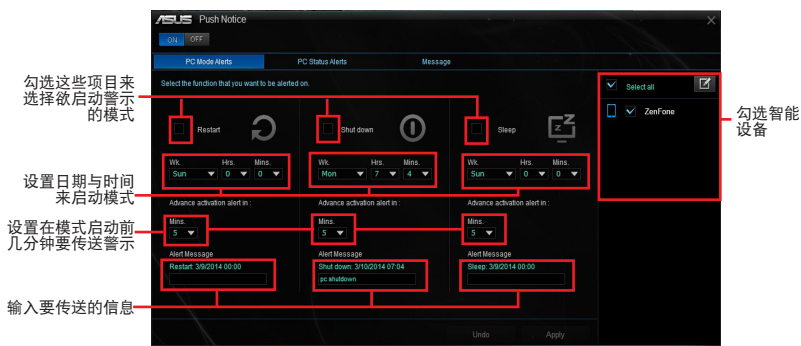 ASUS Push Notice
ON OFF
PC Mode Alerts PC Status Alerts Message
Select the function that you want to be alerted on.
Select all
ZenFone
Restart Shut down Sleep
Wk. Hrs. Mins. Wk. Hrs. Mins. Wk. Hrs. Mins.
Sun 0 0 Mon 7 4 Sun 0 0
Advance activation alert in : Advance activation alert in : Advance activation alert in :
Mins. Mins. Mins.
5 5 5
Alert Message Alert Message Alert Message
Restart: 3/9/2014 00:00 Shut down: 3/10/2014 07:04 Sleep: 3/9/2014 00:00
pc shutdown
Undo Apply
勾选这些项目来
选择欲启动警示
的模式
设置日期与时间
来启动模式
设置在模式启动前
几分钟要传送警示
输入要传送的信息
勾选智能
设备